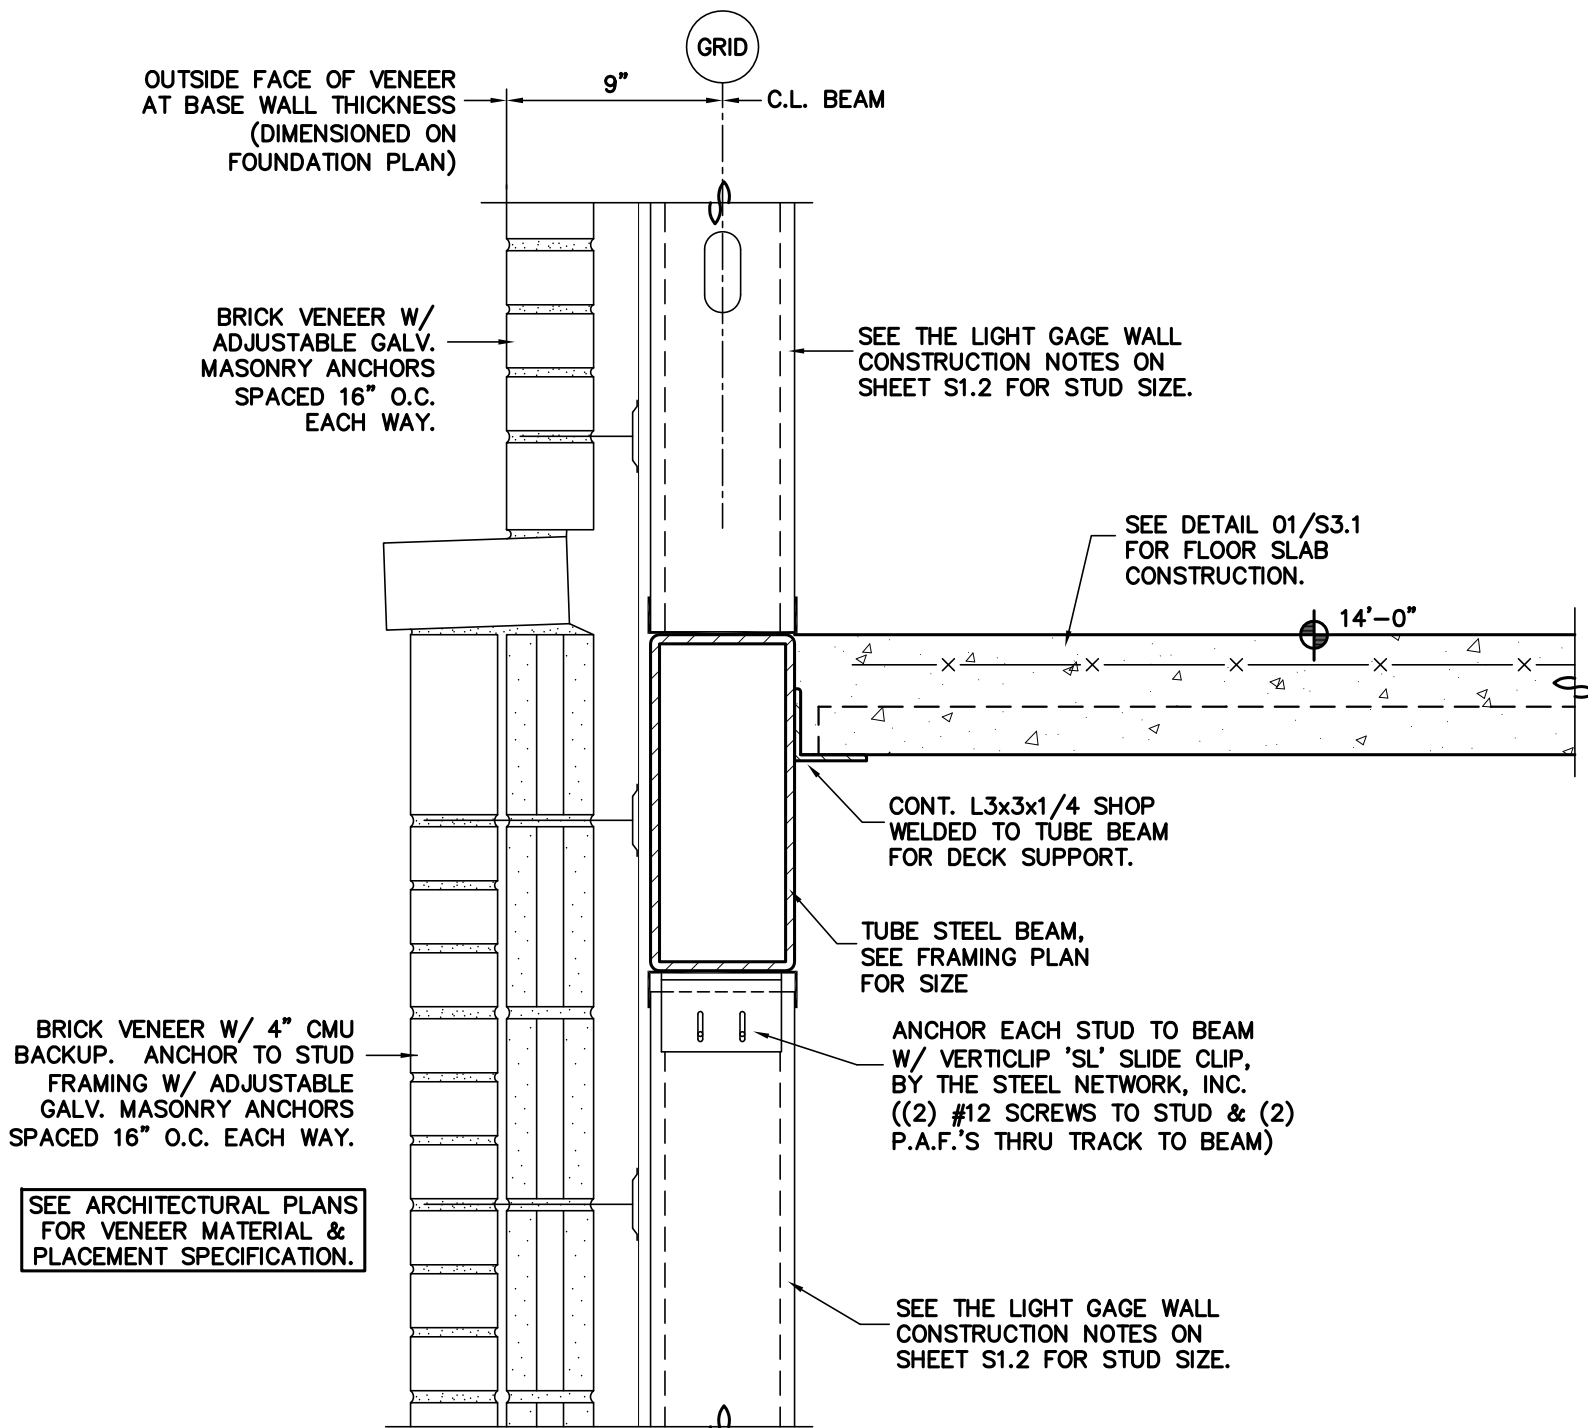 GRID
OUTSIDE FACE OF VENEER
AT BASE WALL THICKNESS
(DIMENSIONED ON
FOUNDATION PLAN)
9"
C.L. BEAM
BRICK VENEER W/
ADJUSTABLE GALV.
MASONRY ANCHORS
SPACED 16" O.C.
EACH WAY.
SEE THE LIGHT GAGE WALL
CONSTRUCTION NOTES ON
SHEET S1.2 FOR STUD SIZE.
SEE DETAIL 01/S3.1
FOR FLOOR SLAB
CONSTRUCTION.
14'-0"
CONT. L3x3x1/4 SHOP
WELDED TO TUBE BEAM
FOR DECK SUPPORT.
TUBE STEEL BEAM,
SEE FRAMING PLAN
FOR SIZE
BRICK VENEER W/ 4" CMU
BACKUP. ANCHOR TO STUD
FRAMING W/ ADJUSTABLE
GALV. MASONRY ANCHORS
SPACED 16" O.C. EACH WAY.
ANCHOR EACH STUD TO BEAM
W/ VERTICLIP 'SL' SLIDE CLIP,
BY THE STEEL NETWORK, INC.
((2) #12 SCREWS TO STUD & (2)
P.A.F.'S THRU TRACK TO BEAM)
SEE ARCHITECTURAL PLANS
FOR VENEER MATERIAL &
PLACEMENT SPECIFICATION.
SEE THE LIGHT GAGE WALL
CONSTRUCTION NOTES ON
SHEET S1.2 FOR STUD SIZE.